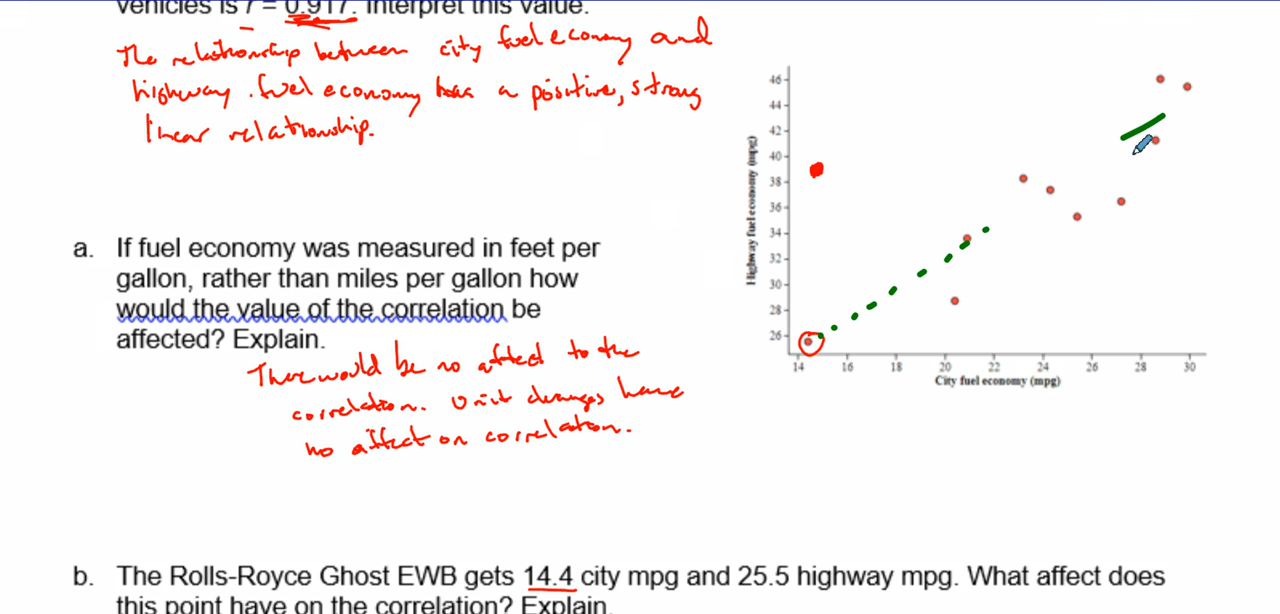 vehicles is r = 0.917. Interpret this value.
The relationship between city fuel economy and
highway fuel economy has a positive, strong
linear relationship.
a. If fuel economy was measured in feet per
gallon, rather than miles per gallon how
would the value of the correlation be
affected? Explain.
There would be no affect to the
correlation. Unit changes have
no affect on correlation.
Highway fuel economy (mpg)
46
44
42
40
38
36
34
32
30
28
26
14 16 18 20 22 24 26 28 30
City fuel economy (mpg)
b. The Rolls-Royce Ghost EWB gets 14.4 city mpg and 25.5 highway mpg. What affect does
this point have on the correlation? Explain.